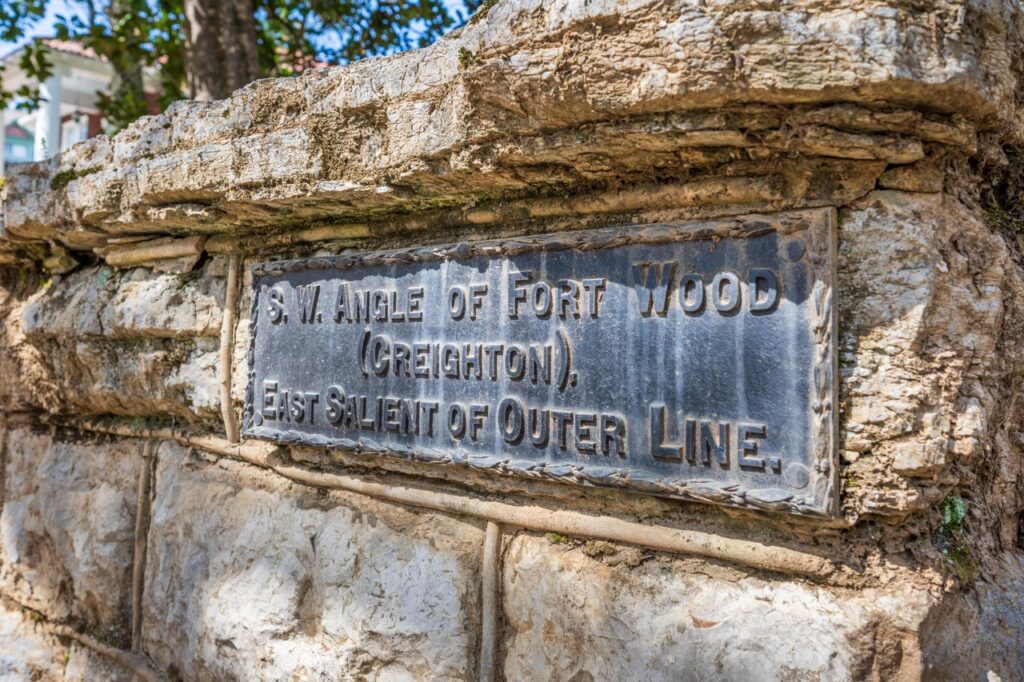 S. W. ANGLE OF FORT WOOD
(CREIGHTON).
EAST SALIENT OF OUTER LINE.